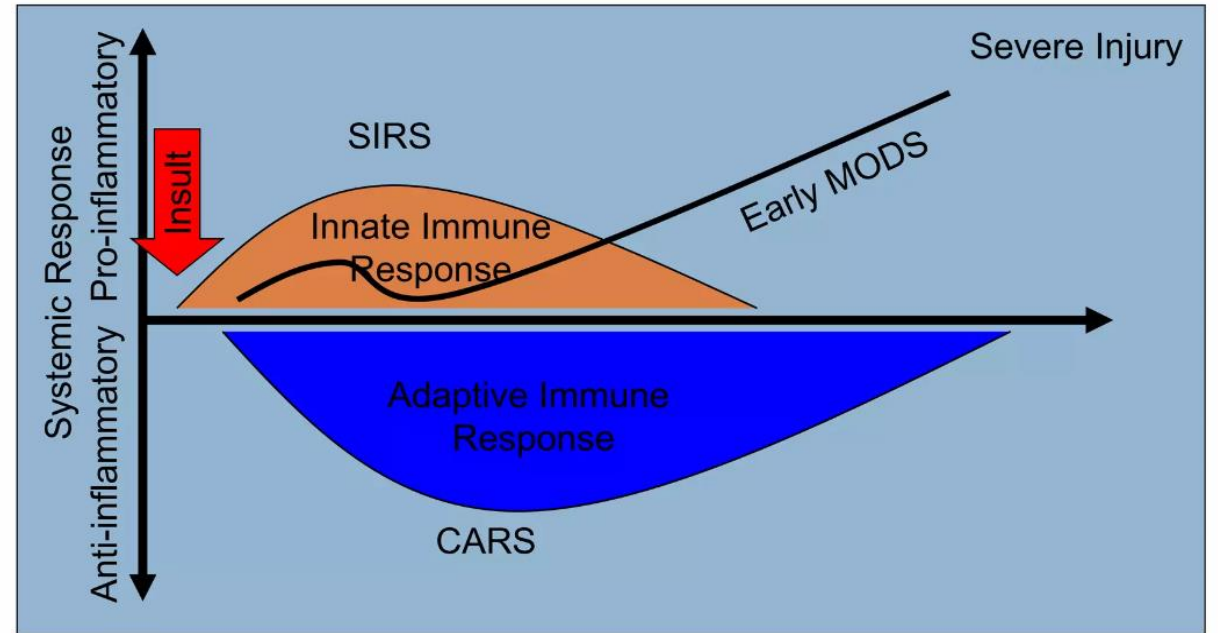 Severe Injury
Systemic Response
Pro-inflammatory
Anti-inflammatory
Insult
SIRS
Innate Immune
Response
Early MODS
Adaptive Immune
Response
CARS